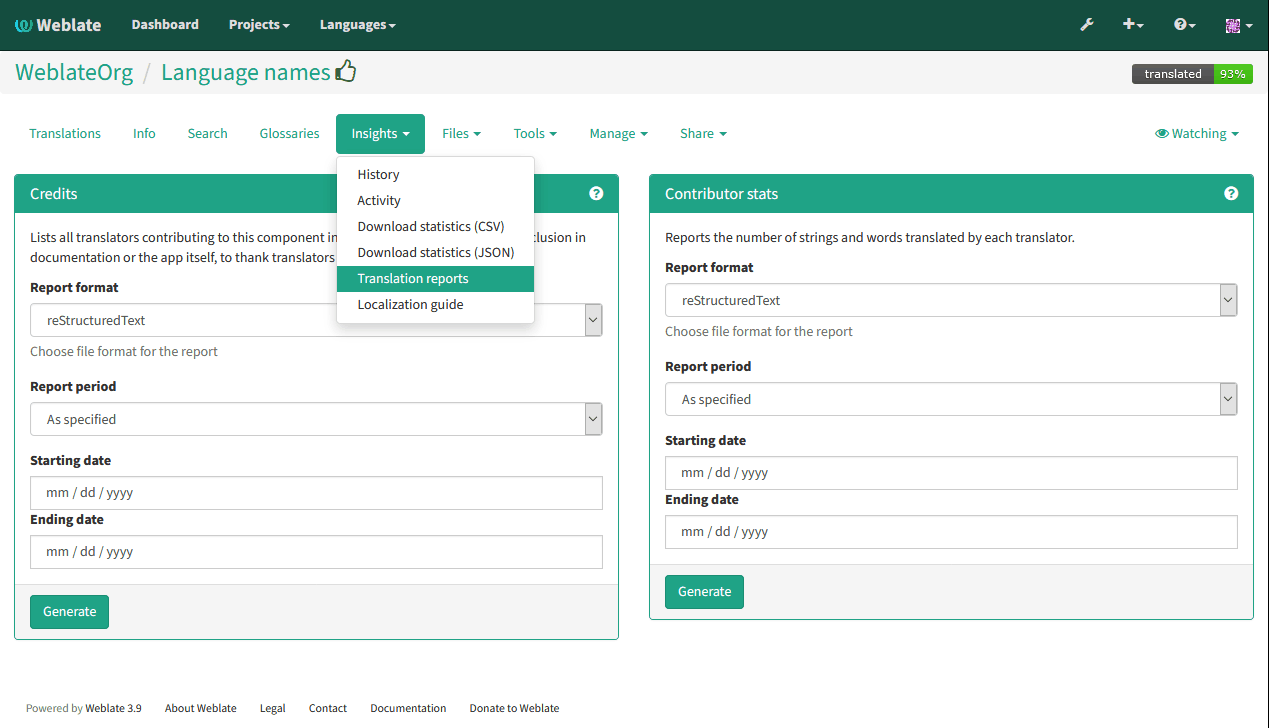 Weblate Dashboard Projects Languages
WeblateOrg / Language names
translated 93%
Translations Info Search Glossaries Insights Files Tools Manage Share Watching
History
Activity
Download statistics (CSV)
Download statistics (JSON)
Translation reports
Localization guide
Credits
Lists all translators contributing to this component in clusion in
documentation or the app itself, to thank translators
Report format
reStructuredText
Choose file format for the report
Report period
As specified
Starting date
mm / dd / yyyy
Ending date
mm / dd / yyyy
Generate
Contributor stats
Reports the number of strings and words translated by each translator.
Report format
reStructuredText
Choose file format for the report
Report period
As specified
Starting date
mm / dd / yyyy
Ending date
mm / dd / yyyy
Generate
Powered by Weblate 3.9 About Weblate Legal Contact Documentation Donate to Weblate